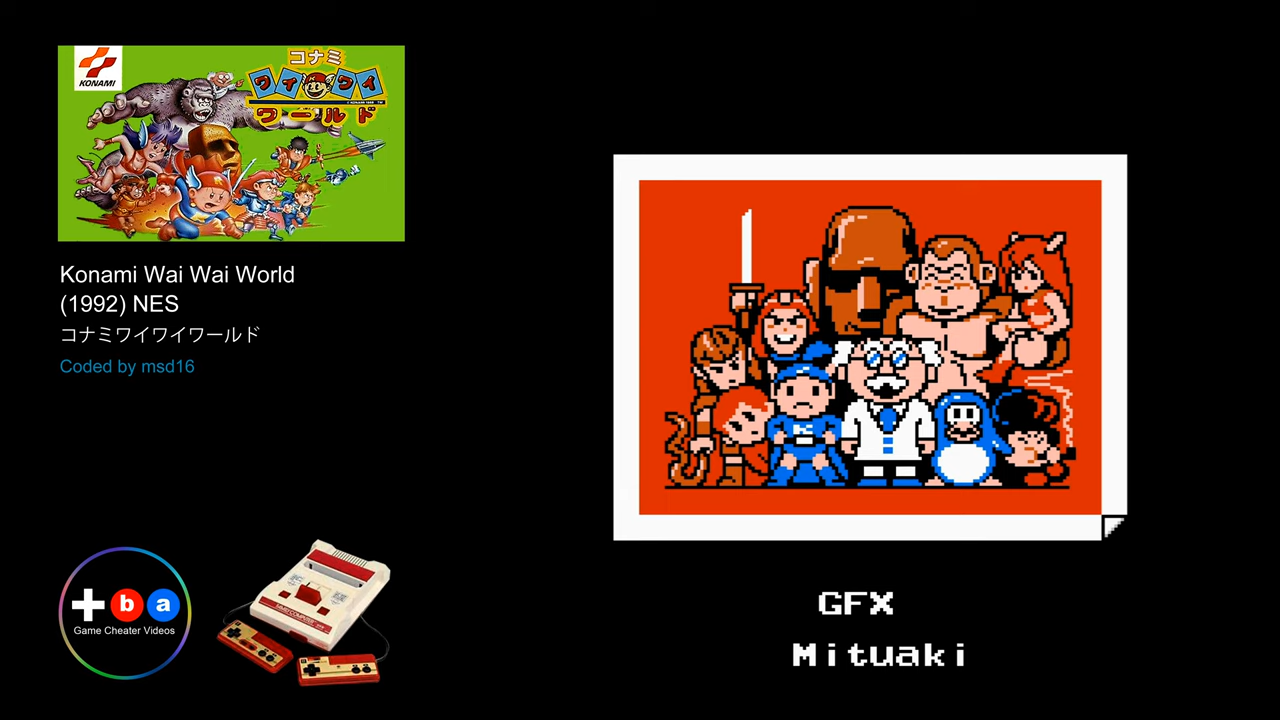 KONAMI
コナミ
ワイワイ
ワールド
Konami Wai Wai World
(1992) NES
コナミワイワイワールド
Coded by msd16
b a
Game Cheater Videos
GFX
Mituaki